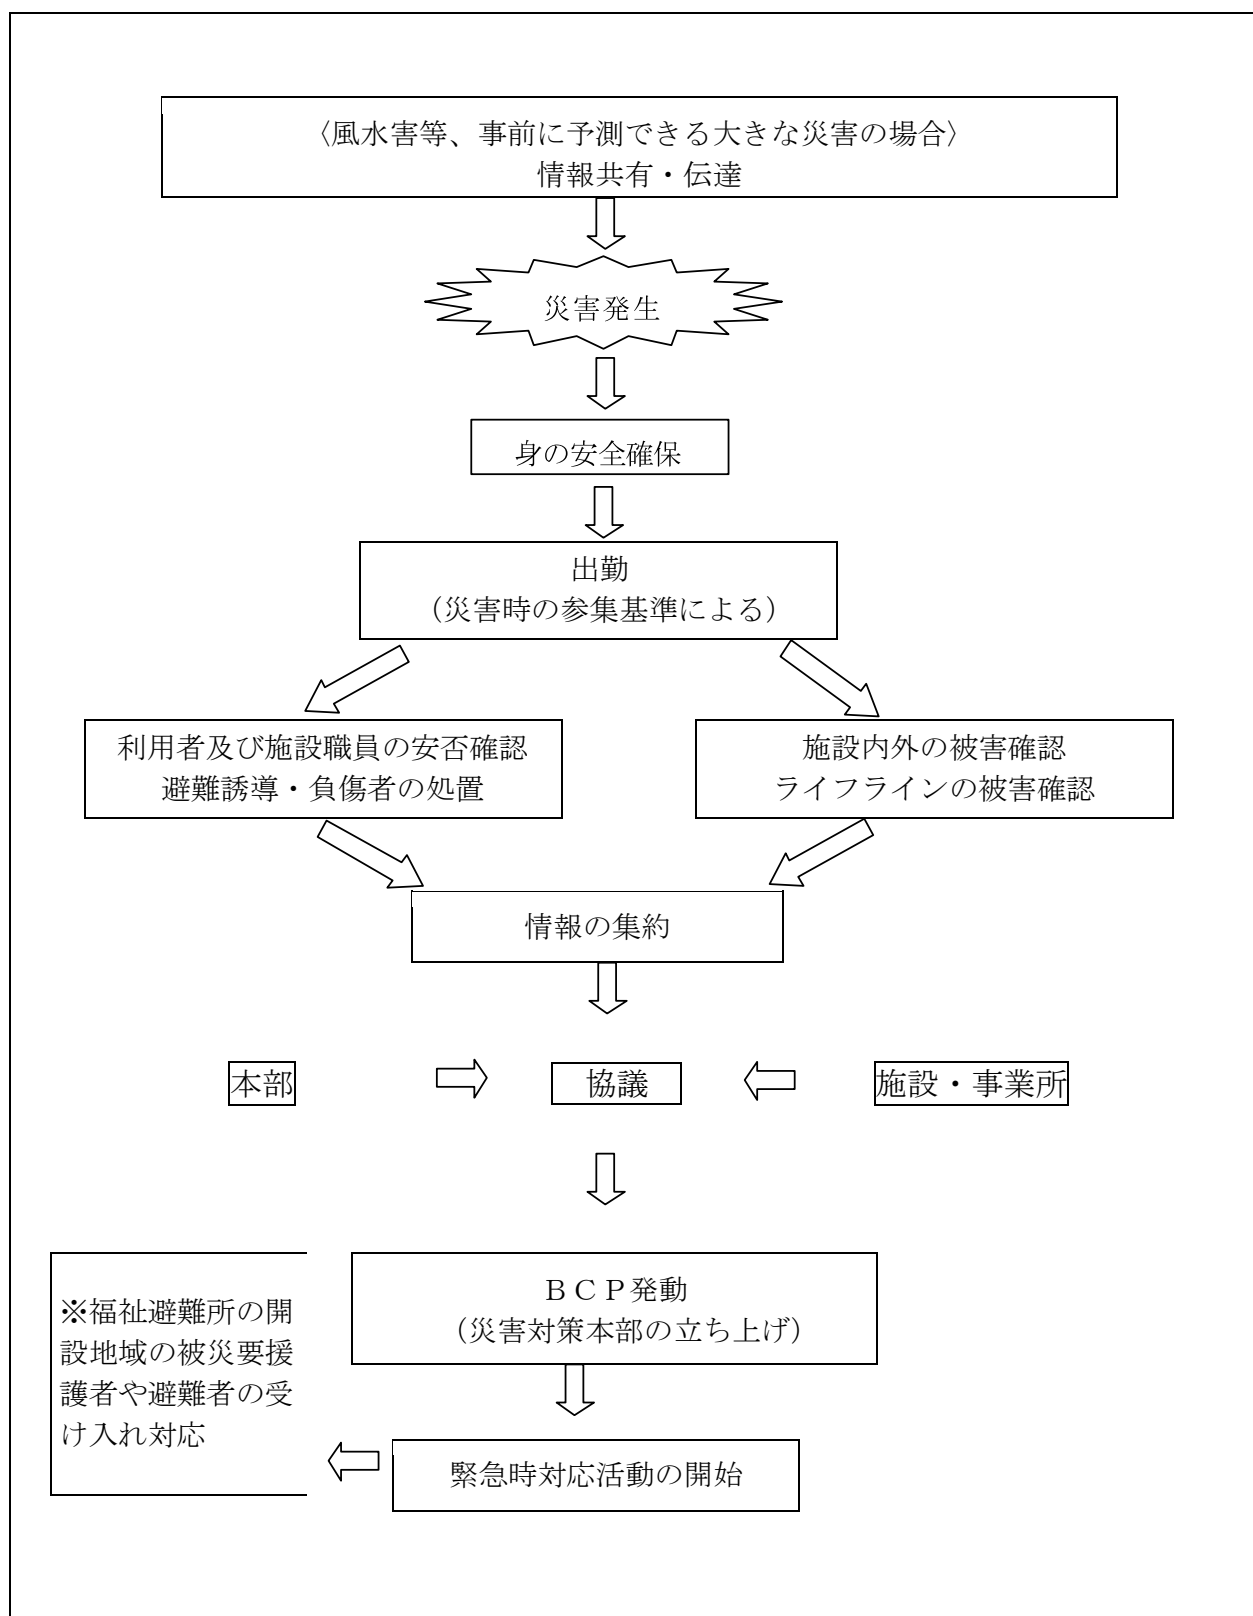 〈風水害等、事前に予測できる大きな災害の場合〉
情報共有・伝達
災害発生
身の安全確保
出勤
（災害時の参集基準による）
利用者及び施設職員の安否確認
避難誘導・負傷者の処置
施設内外の被害確認
ライフラインの被害確認
情報の集約
本部
協議
施設・事業所
ＢＣＰ発動
（災害対策本部の立ち上げ）
※福祉避難所の開
設地域の被災要援
護者や避難者の受
け入れ対応
緊急時対応活動の開始